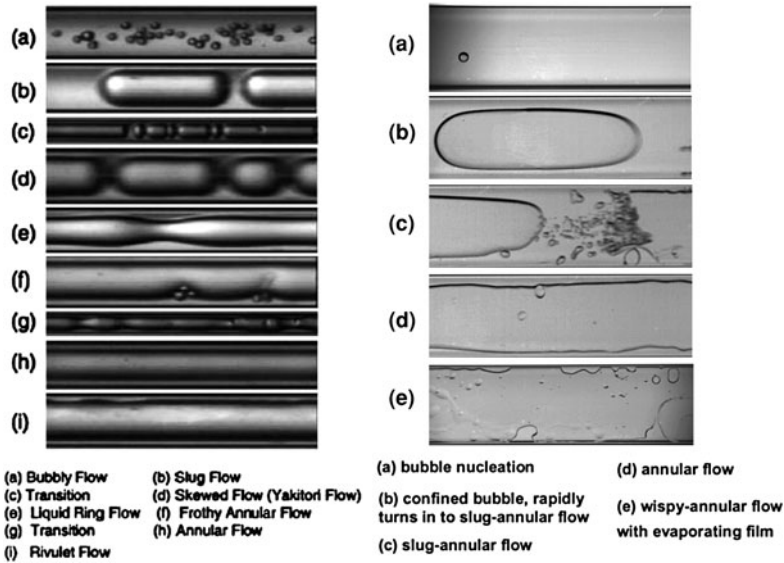 (a)
(b)
(c)
(d)
(e)
(f)
(g)
(h)
(i)
(a) Bubbly Flow (b) Slug Flow
(c) Transition (d) Skewed Flow (Yakitori Flow)
(e) Liquid Ring Flow (f) Frothy Annular Flow
(g) Transition (h) Annular Flow
(i) Rivulet Flow
(a)
(b)
(c)
(d)
(e)
(a) bubble nucleation
(b) confined bubble, rapidly
turns in to slug-annular flow
(c) slug-annular flow
(d) annular flow
(e) wispy-annular flow
with evaporating film